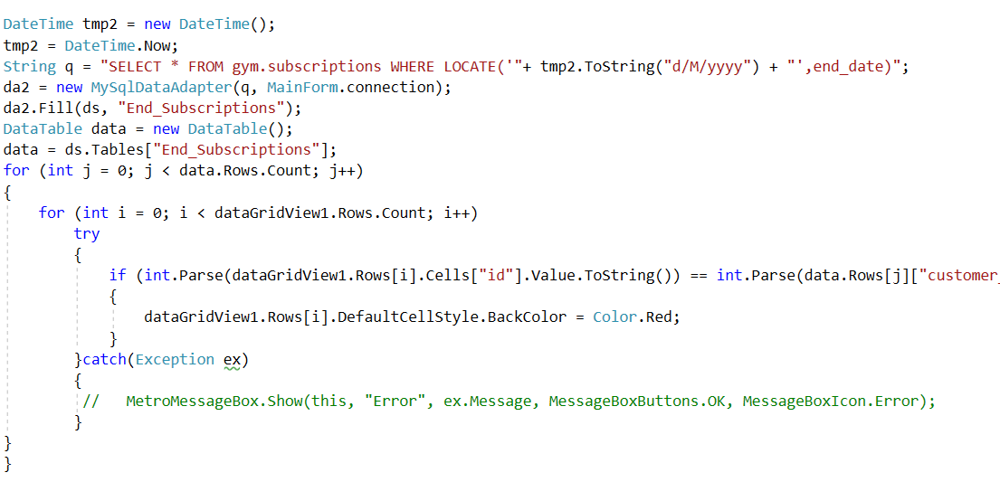 DateTime tmp2 = new DateTime();
tmp2 = DateTime.Now;
String q = "SELECT * FROM gym.subscriptions WHERE LOCATE('"+ tmp2.ToString("d/M/yyyy") + "',end_date)";
da2 = new MySqlDataAdapter(q, MainForm.connection);
da2.Fill(ds, "End_Subscriptions");
DataTable data = new DataTable();
data = ds.Tables["End_Subscriptions"];
for (int j = 0; j < data.Rows.Count; j++)
{
for (int i = 0; i < dataGridView1.Rows.Count; i++)
try
{
if (int.Parse(dataGridView1.Rows[i].Cells["id"].Value.ToString()) == int.Parse(data.Rows[j]["customer_
{
dataGridView1.Rows[i].DefaultCellStyle.BackColor = Color.Red;
}
}catch(Exception ex)
{
//   MetroMessageBox.Show(this, "Error", ex.Message, MessageBoxButtons.OK, MessageBoxIcon.Error);
}
}
}